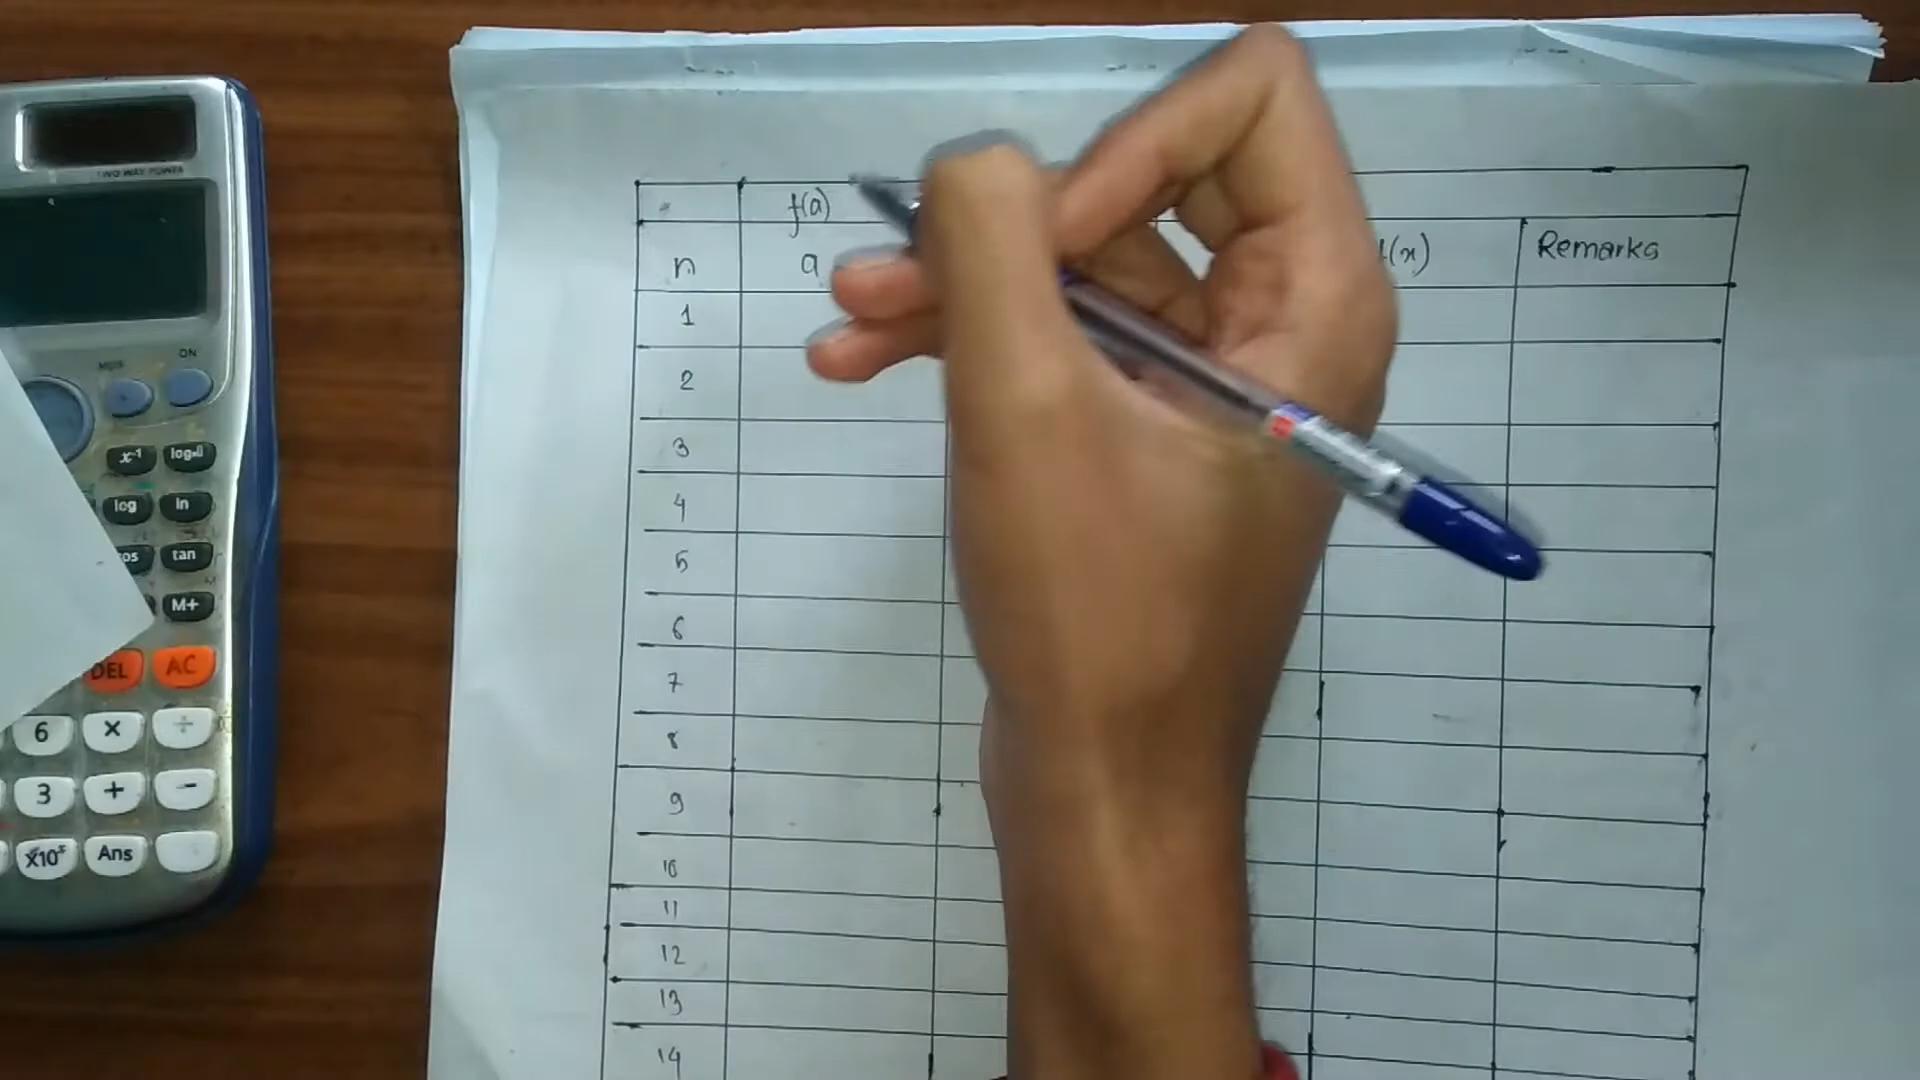 TWO WAY POWER
ON
x⁻¹
log
ln
tan
M+
DEL AC
6 × ÷
3 + -
×10ˣ Ans
f(a)
n a (x) Remarks
1
2
3
4
5
6
7
8
9
10
11
12
13
14